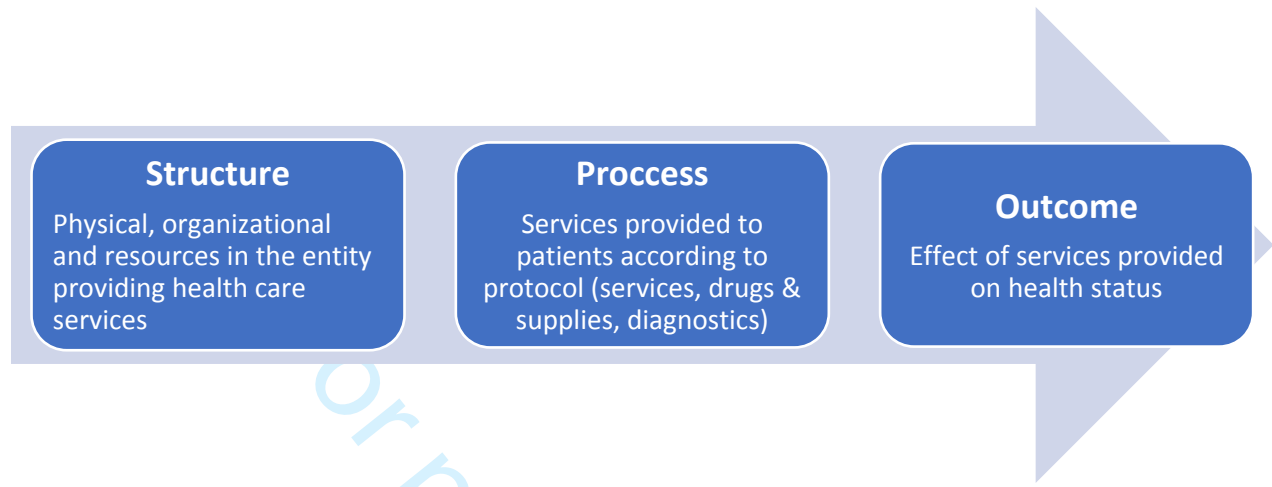 Structure
Physical, organizational
and resources in the entity
providing health care
services
Proccess
Services provided to
patients according to
protocol (services, drugs &
supplies, diagnostics)
Outcome
Effect of services provided
on health status